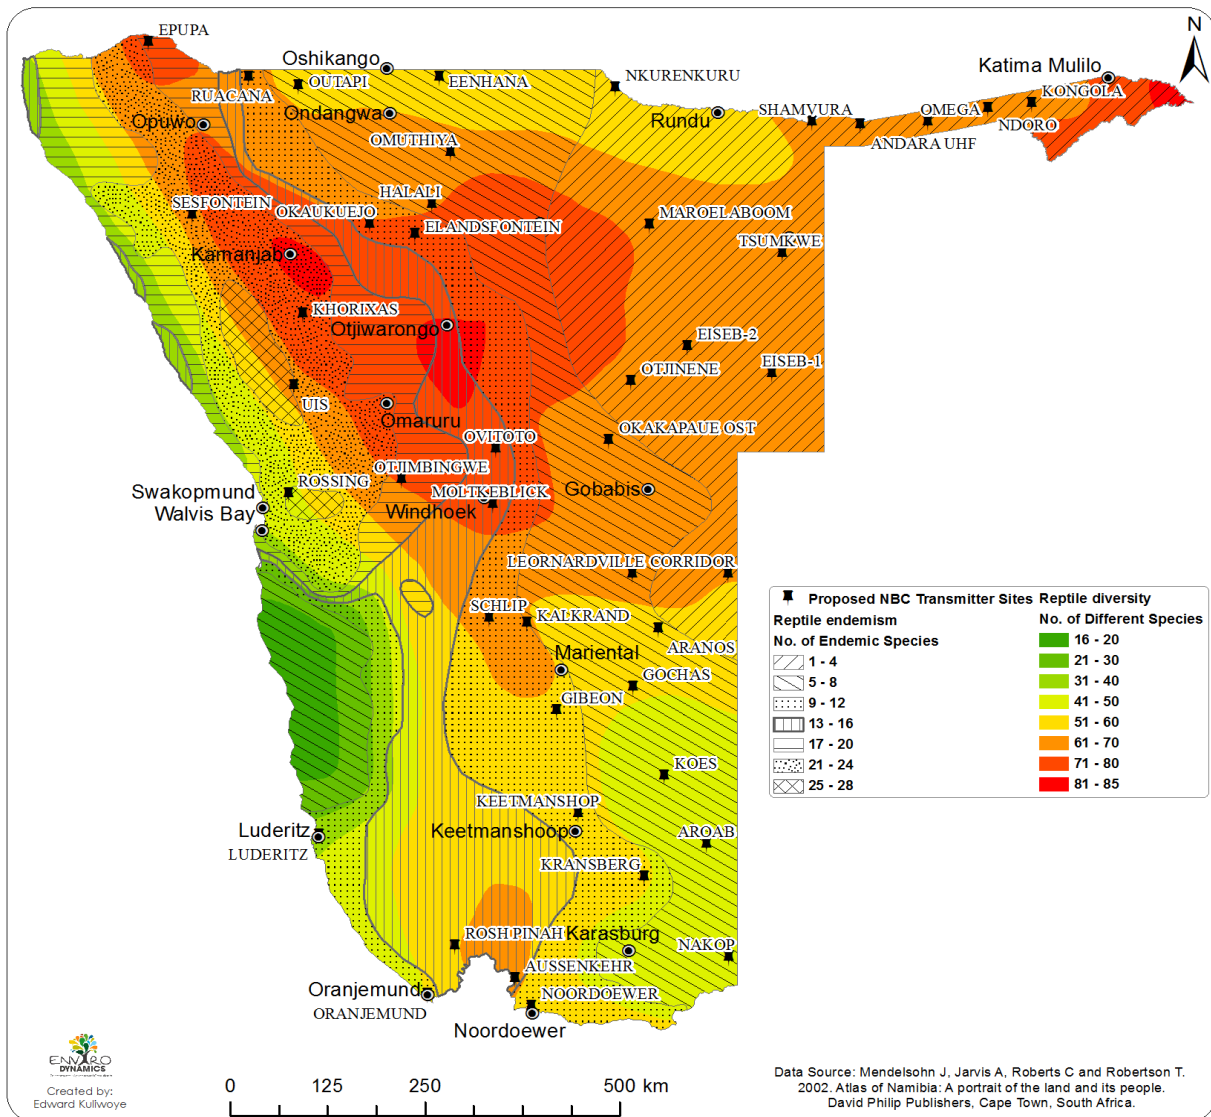 EPUPA
N
Oshikango
Katima Mulilo
RUACANA
OUTAPI
EENHANA
NKURENKURU
KONGOLA
Opuwo
Ondangwa
Rundu
SHAMVURA
OMEGA
NDORO
OMUTHIYA
ANDARA UHF
SESFONTEIN
OKAUKUEJO
HALALI
ELANDSFONTEIN
MAROELABOOM
TSUMKWE
Kamanjab
KHORIXAS
Otjiwarongo
EISEB-2
EISEB-1
OTJINENE
UIS
Omaruru
OVITOTO
OKAKAPAUE OST
OTJIMBINGWE
ROSSING
MOLTKEBLICK
Gobabis
Swakopmund
Walvis Bay
Windhoek
LEORNARDVILLE
CORRIDOR
SCHLIP
KALKRAND
ARANOS
Mariental
GOCHAS
GIBEON
KOES
KEETMANSHOP
Keetmanshoop
AROAB
Luderitz
LUDERITZ
KRANSBERG
ROSH PINAH
Karasburg
NAKOP
AUSSENKEHR
Oranjemund
ORANJEMUND
NOORDOEWER
Noordoewer
Proposed NBC Transmitter Sites
Reptile endemism
No. of Endemic Species
1 - 4
5 - 8
9 - 12
13 - 16
17 - 20
21 - 24
25 - 28
Reptile diversity
No. of Different Species
16 - 20
21 - 30
31 - 40
41 - 50
51 - 60
61 - 70
71 - 80
81 - 85
ENVIRO
DYNAMICS
Created by:
Edward Kuliwoye
0 125 250 500 km
Data Source: Mendelsohn J, Jarvis A, Roberts C and Robertson T.
2002. Atlas of Namibia: A portrait of the land and its people.
David Philip Publishers, Cape Town, South Africa.